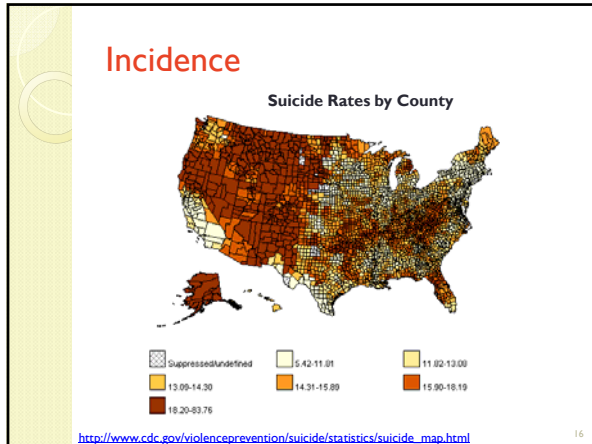 Incidence
Suicide Rates by County
Suppressed/undefined
5.42-11.81
11.82-13.08
13.09-14.30
14.31-15.89
15.90-18.19
18.20-83.76
http://www.cdc.gov/violenceprevention/suicide/statistics/suicide_map.html
16